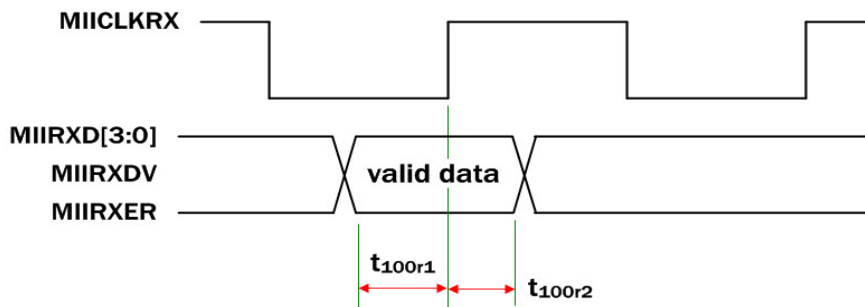 MIICLKRX
MIIRXD[3:0]
MIIRXDV valid data
MIIRXER
t100r1
t100r2